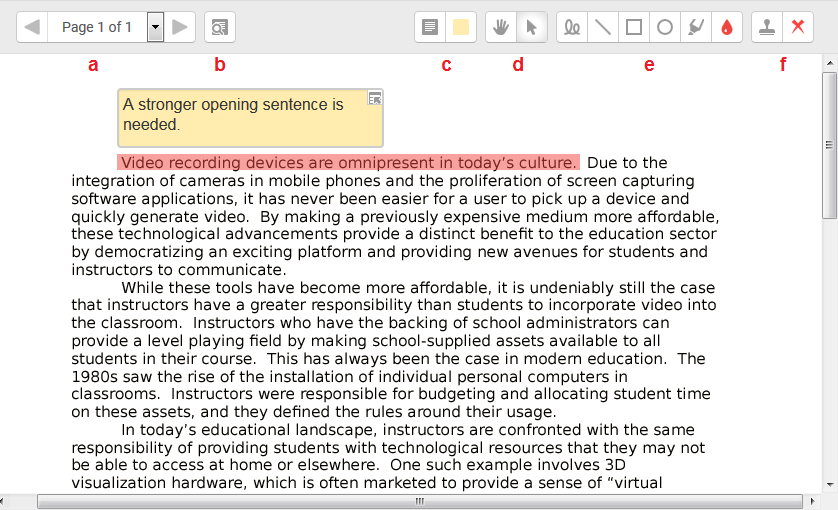 Page 1 of 1
a b c d e f
A stronger opening sentence is
needed.
Video recording devices are omnipresent in today’s culture.  Due to the
integration of cameras in mobile phones and the proliferation of screen capturing
software applications, it has never been easier for a user to pick up a device and
quickly generate video.  By making a previously expensive medium more affordable,
these technological advancements provide a distinct benefit to the education sector
by democratizing an exciting platform and providing new avenues for students and
instructors to communicate.
While these tools have become more affordable, it is undeniably still the case
that instructors have a greater responsibility than students to incorporate video into
the classroom.  Instructors who have the backing of school administrators can
provide a level playing field by making school-supplied assets available to all
students in their course.  This has always been the case in modern education.  The
1980s saw the rise of the installation of individual personal computers in
classrooms.  Instructors were responsible for budgeting and allocating student time
on these assets, and they defined the rules around their usage.
In today’s educational landscape, instructors are confronted with the same
responsibility of providing students with technological resources that they may not
be able to access at home or elsewhere.  One such example involves 3D
visualization hardware, which is often marketed to provide a sense of “virtual